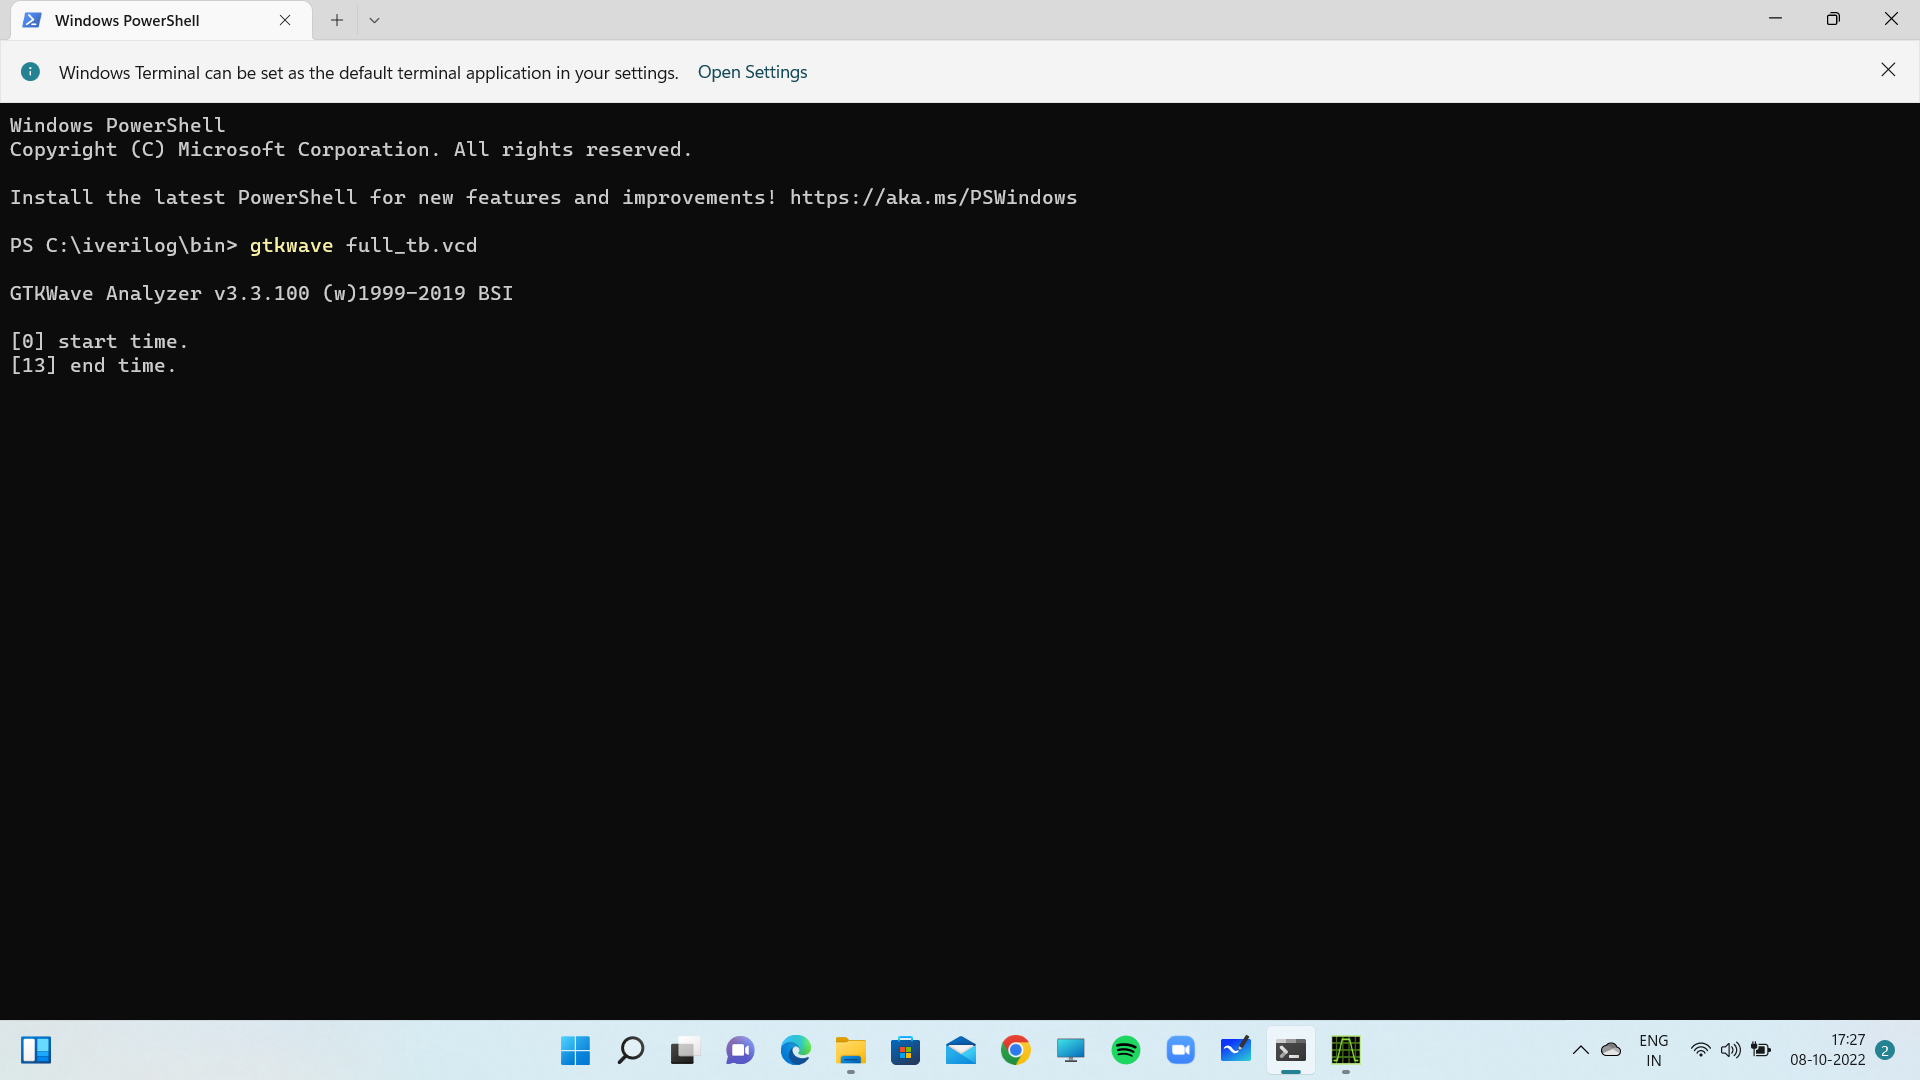 Windows PowerShell
Windows Terminal can be set as the default terminal application in your settings. Open Settings
Windows PowerShell
Copyright (C) Microsoft Corporation. All rights reserved.
Install the latest PowerShell for new features and improvements! https://aka.ms/PSWindows
PS C:\iverilog\bin> gtkwave full_tb.vcd
GTKWave Analyzer v3.3.100 (w)1999-2019 BSI
[0] start time.
[13] end time.
ENG
IN
17:27
08-10-2022
2